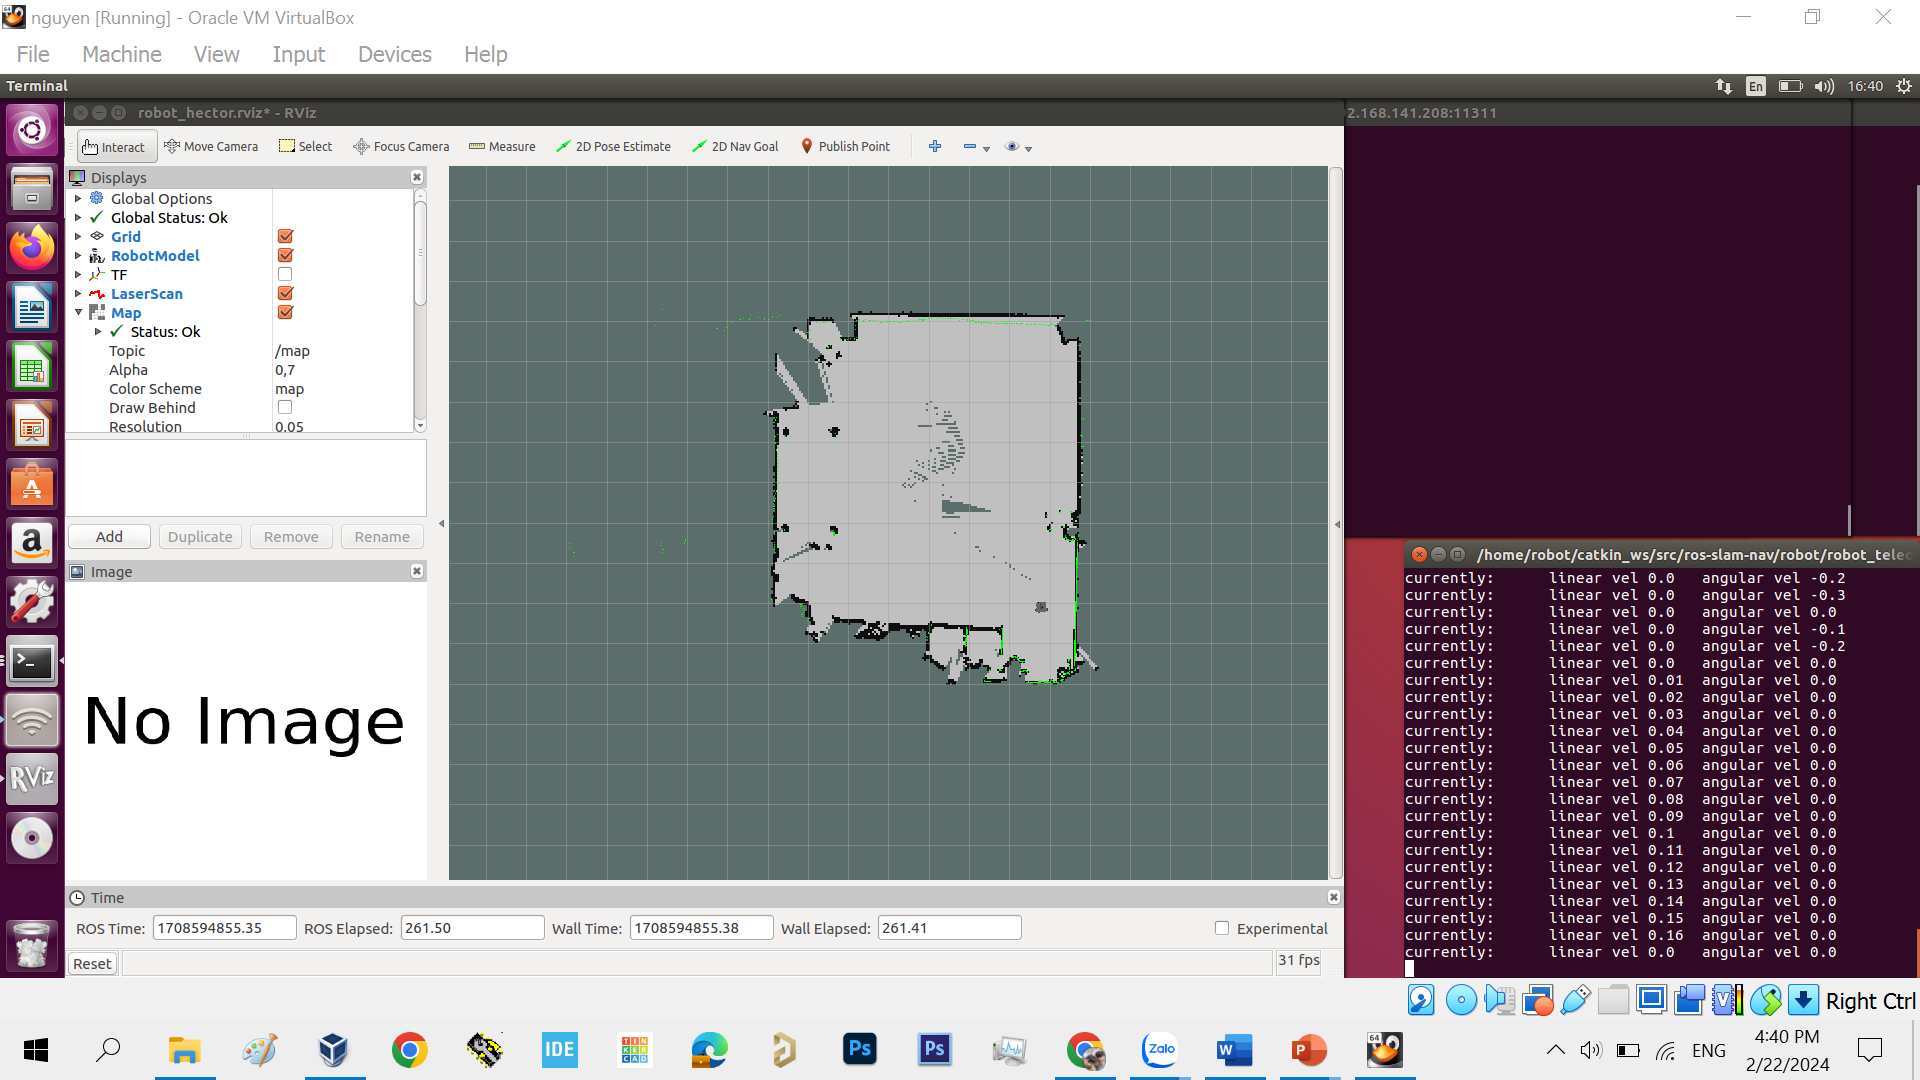 nguyen [Running] - Oracle VM VirtualBox
File Machine View Input Devices Help
Terminal
En
16:40
robot_hector.rviz* - RViz
2.168.141.208:11311
Interact Move Camera Select Focus Camera Measure 2D Pose Estimate 2D Nav Goal Publish Point
Displays
Global Options
Global Status: Ok
Grid
RobotModel
TF
LaserScan
Map
Status: Ok
Topic /map
Alpha 0,7
Color Scheme map
Draw Behind
Resolution 0.05
Add Duplicate Remove Rename
Image
No Image
Time
ROS Time: 1708594855.35 ROS Elapsed: 261.50 Wall Time: 1708594855.38 Wall Elapsed: 261.41 Experimental
Reset
31 fps
/home/robot/catkin_ws/src/ros-slam-nav/robot/robot_teleo
currently: linear vel 0.0 angular vel -0.2
currently: linear vel 0.0 angular vel -0.3
currently: linear vel 0.0 angular vel 0.0
currently: linear vel 0.0 angular vel -0.1
currently: linear vel 0.0 angular vel -0.2
currently: linear vel 0.0 angular vel 0.0
currently: linear vel 0.01 angular vel 0.0
currently: linear vel 0.02 angular vel 0.0
currently: linear vel 0.03 angular vel 0.0
currently: linear vel 0.04 angular vel 0.0
currently: linear vel 0.05 angular vel 0.0
currently: linear vel 0.06 angular vel 0.0
currently: linear vel 0.07 angular vel 0.0
currently: linear vel 0.08 angular vel 0.0
currently: linear vel 0.09 angular vel 0.0
currently: linear vel 0.1 angular vel 0.0
currently: linear vel 0.11 angular vel 0.0
currently: linear vel 0.12 angular vel 0.0
currently: linear vel 0.13 angular vel 0.0
currently: linear vel 0.14 angular vel 0.0
currently: linear vel 0.15 angular vel 0.0
currently: linear vel 0.16 angular vel 0.0
currently: linear vel 0.0 angular vel 0.0
RViz
Right Ctrl
IDE
TIN
KER
CAD
Ps
Ps
Zalo
W
P
64
ENG
4:40 PM
2/22/2024